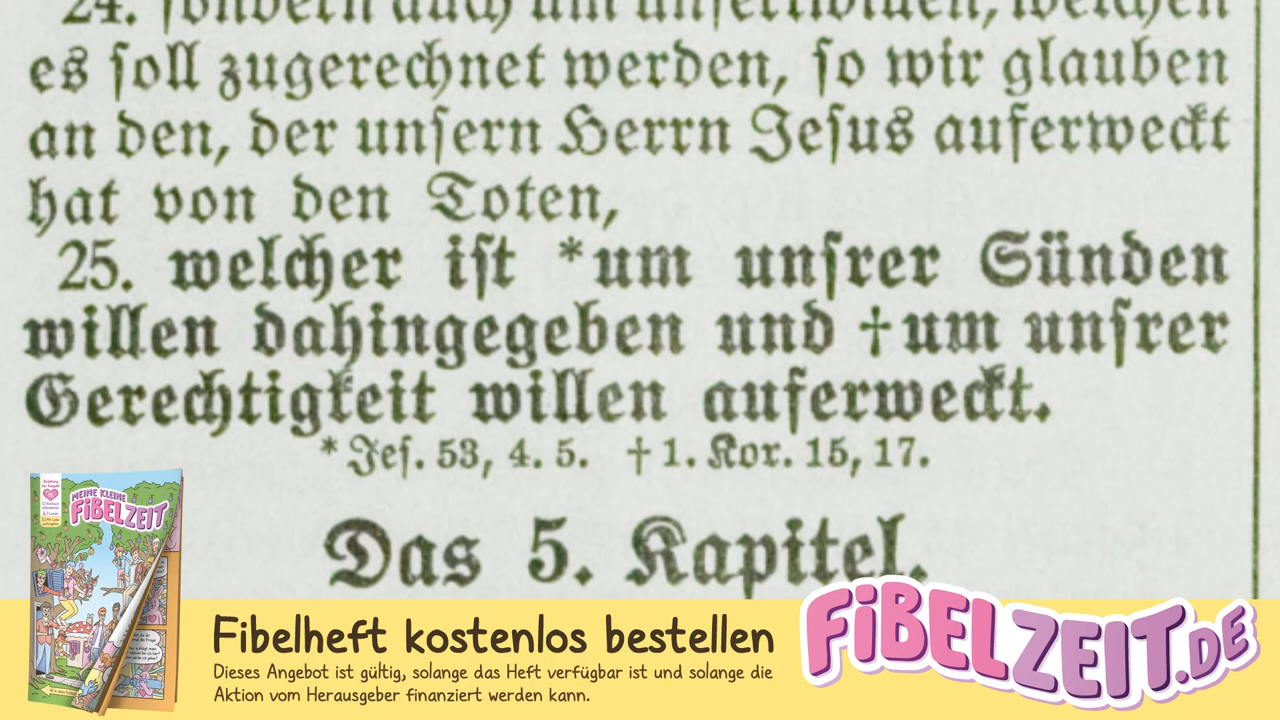 24. sondern auch um unsertwillen, welchen
es soll zugerechnet werden, so wir glauben
an den, der unsern Herrn Jesus auferweckt
hat von den Toten,
25. welcher ist *um unsrer Sünden
willen dahingegeben und †um unsrer
Gerechtigkeit willen auferweckt.
* Jes. 53, 4. 5. † 1. Kor. 15, 17.
Das 5. Kapitel.
MEINE KLEINE
FiBELZEiT
Fibelheft kostenlos bestellen
Dieses Angebot ist gültig, solange das Heft verfügbar ist und solange die
Aktion vom Herausgeber finanziert werden kann.
FiBELZEiT.DE